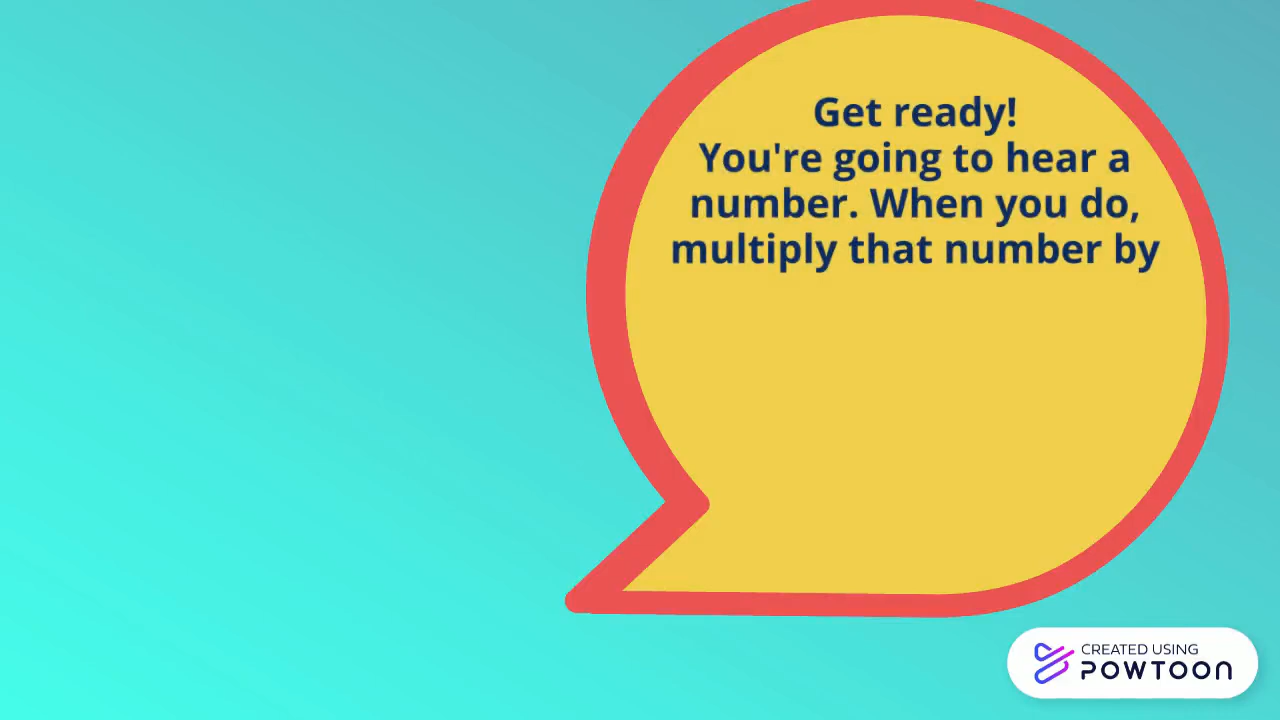 Get ready!
You're going to hear a
number. When you do,
multiply that number by
CREATED USING
POWTOON